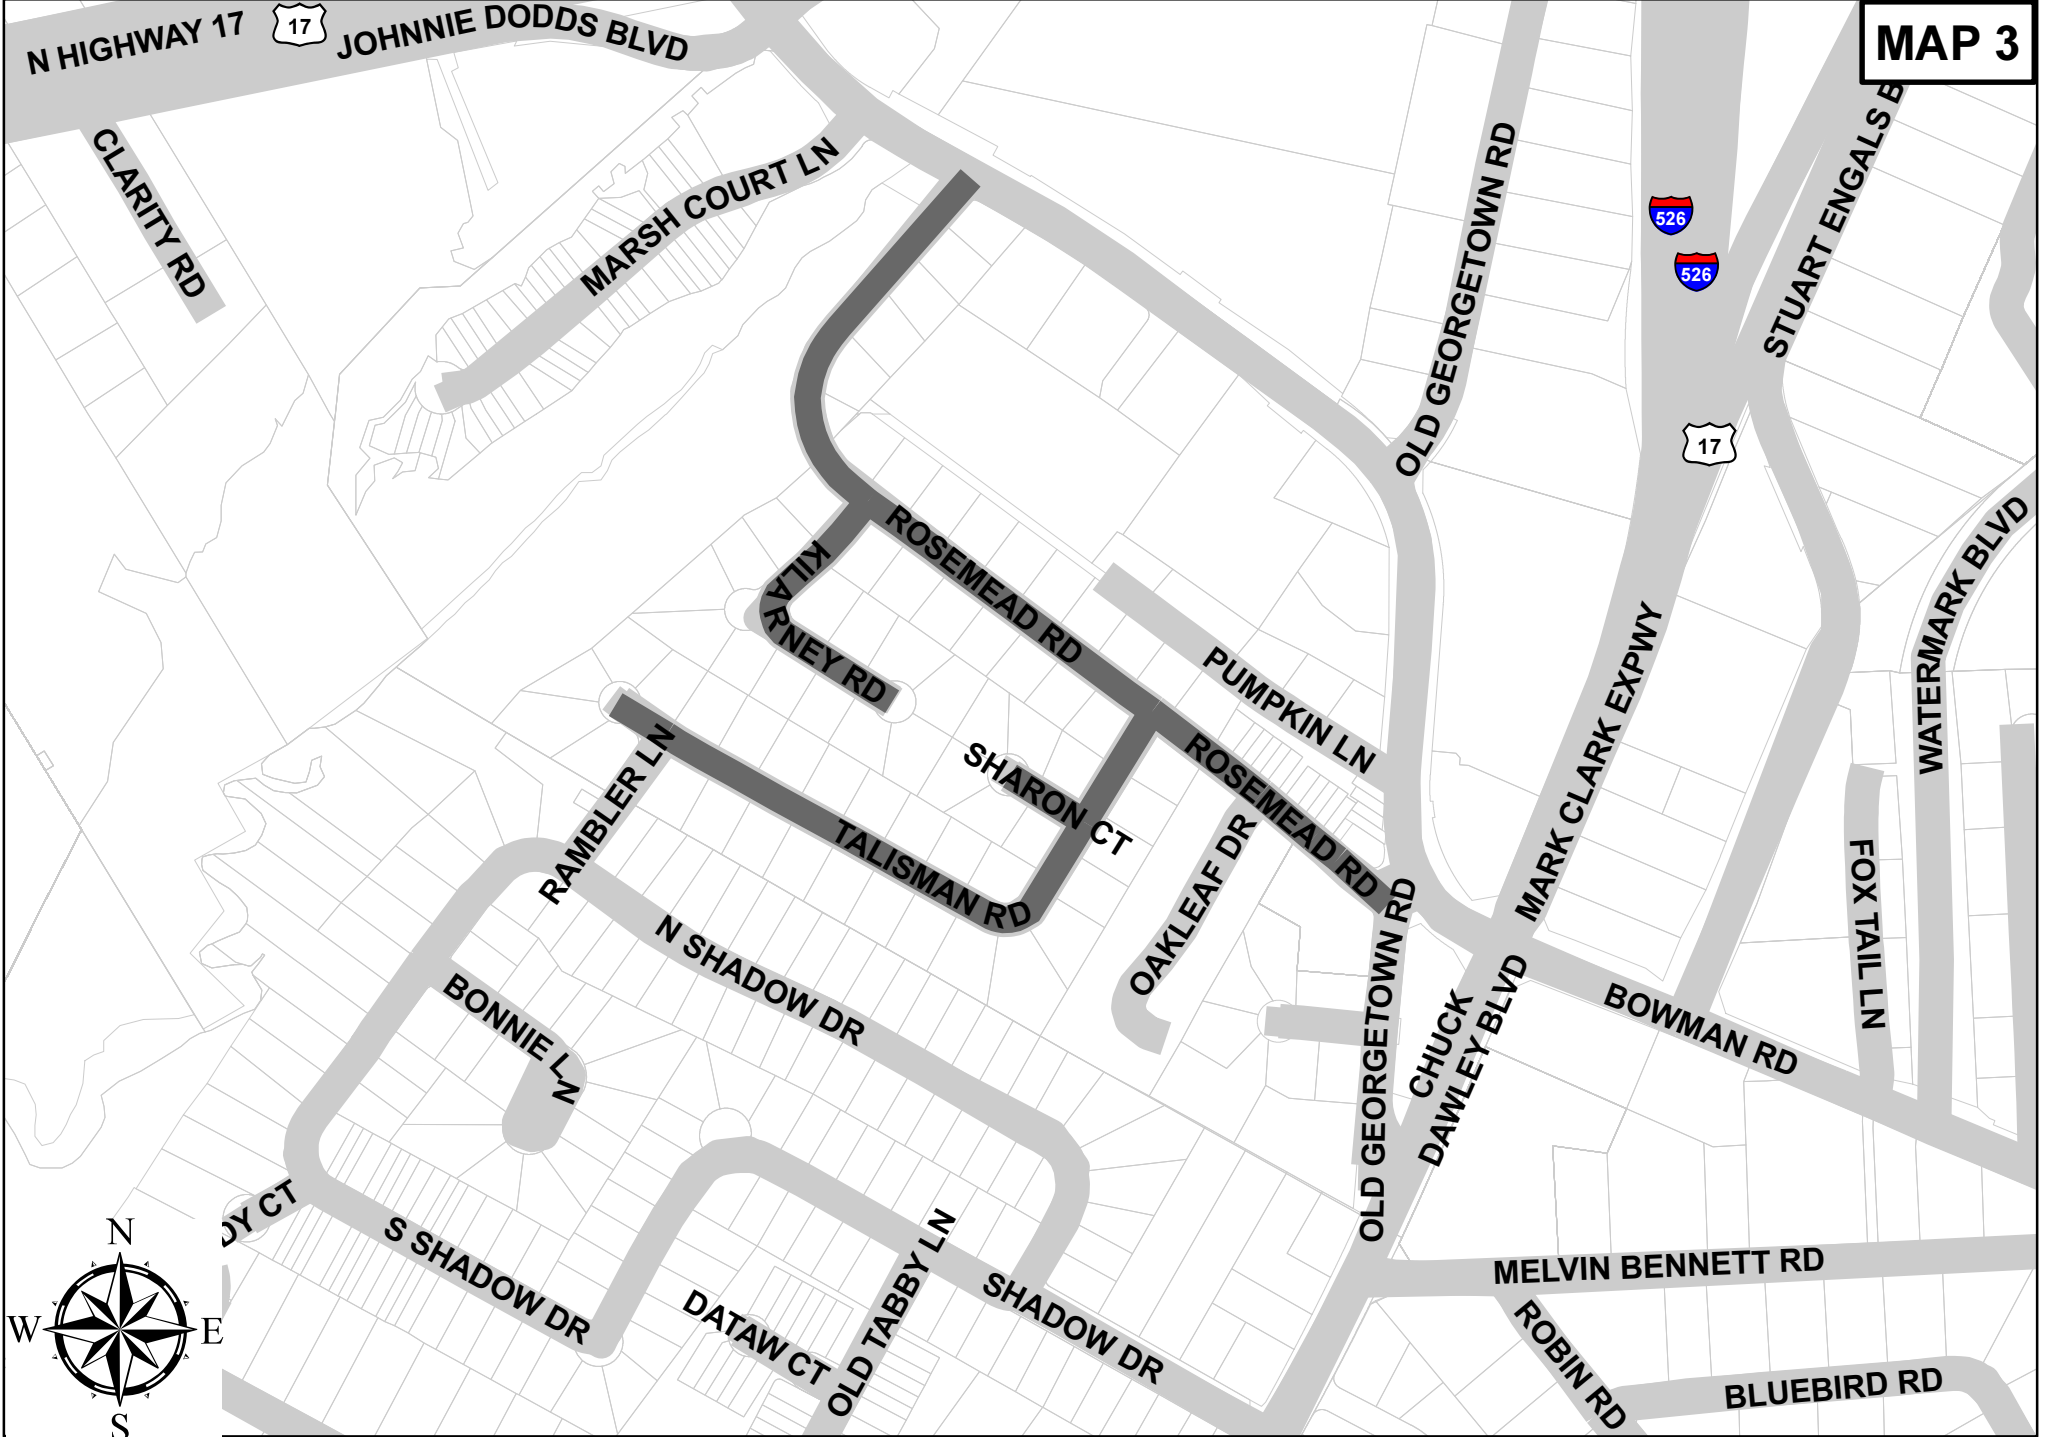 N HIGHWAY 17
17
JOHNNIE DODDS BLVD
MAP 3
CLARITY RD
MARSH COURT LN
OLD GEORGETOWN RD
526
526
STUART ENGALS B
17
ROSEMEAD RD
KILARNEY RD
PUMPKIN LN
MARK CLARK EXPWY
WATERMARK BLVD
RAMBLER LN
SHARON CT
ROSEMEAD RD
TALISMAN RD
OAKLEAF DR
FOX TAIL LN
N SHADOW DR
OLD GEORGETOWN RD
CHUCK
DAWLEY BLVD
BOWMAN RD
BONNIE LN
DY CT
S SHADOW DR
OLD TABBY LN
SHADOW DR
DATAW CT
MELVIN BENNETT RD
ROBIN RD
BLUEBIRD RD
N
W
E
S